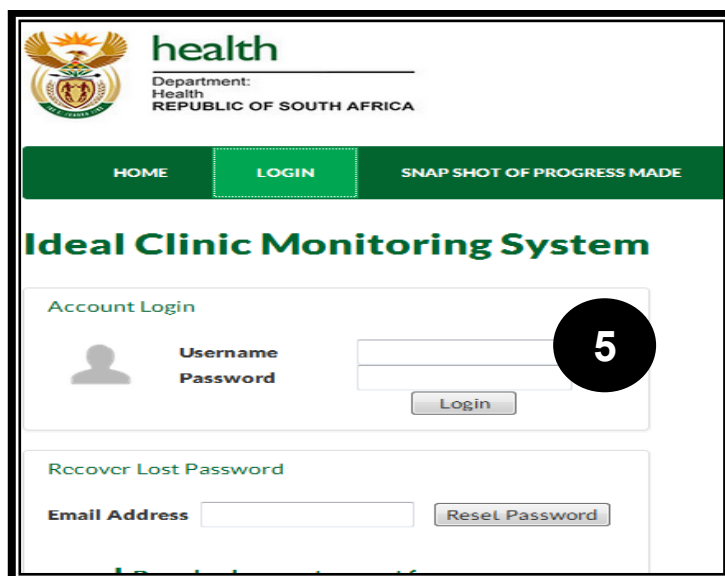 health
Department:
Health
REPUBLIC OF SOUTH AFRICA
HOME LOGIN SNAP SHOT OF PROGRESS MADE
Ideal Clinic Monitoring System
Account Login
Username
5
Password
Login
Recover Lost Password
Email Address Reset Password